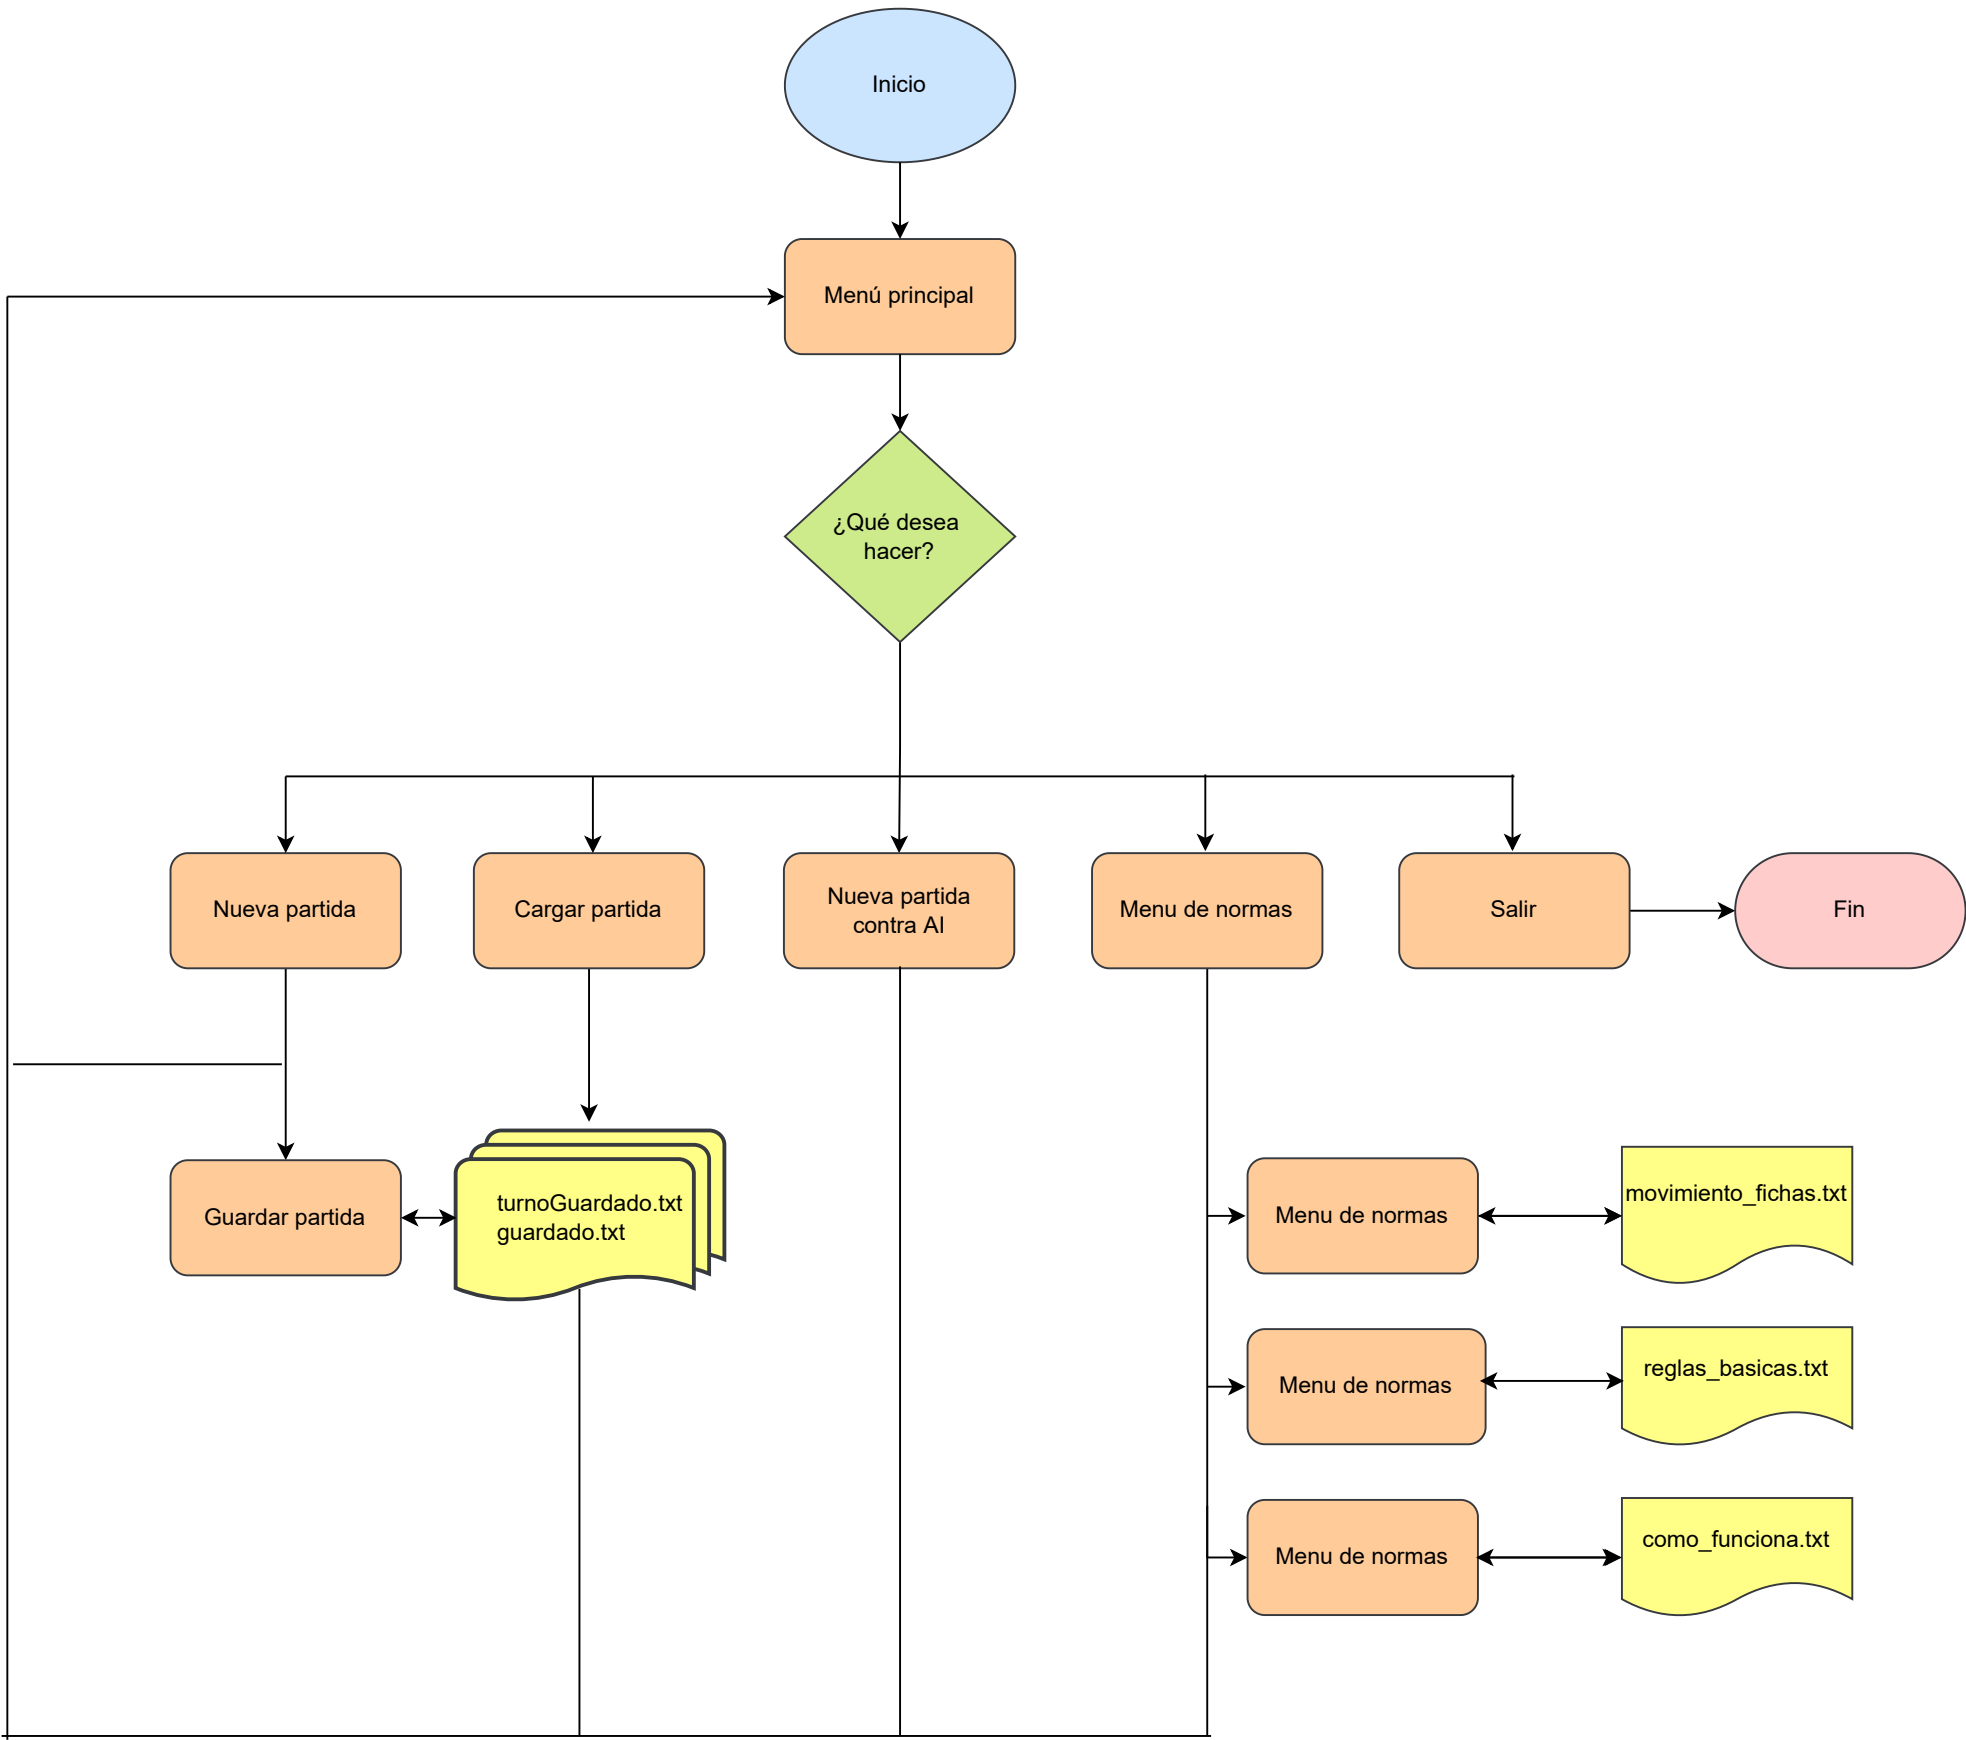 Inicio
Menú principal
¿Qué desea
hacer?
Nueva partida
Cargar partida
Nueva partida
contra AI
Menu de normas
Salir
Fin
Guardar partida
turnoGuardado.txt
guardado.txt
Menu de normas
movimiento_fichas.txt
Menu de normas
reglas_basicas.txt
Menu de normas
como_funciona.txt